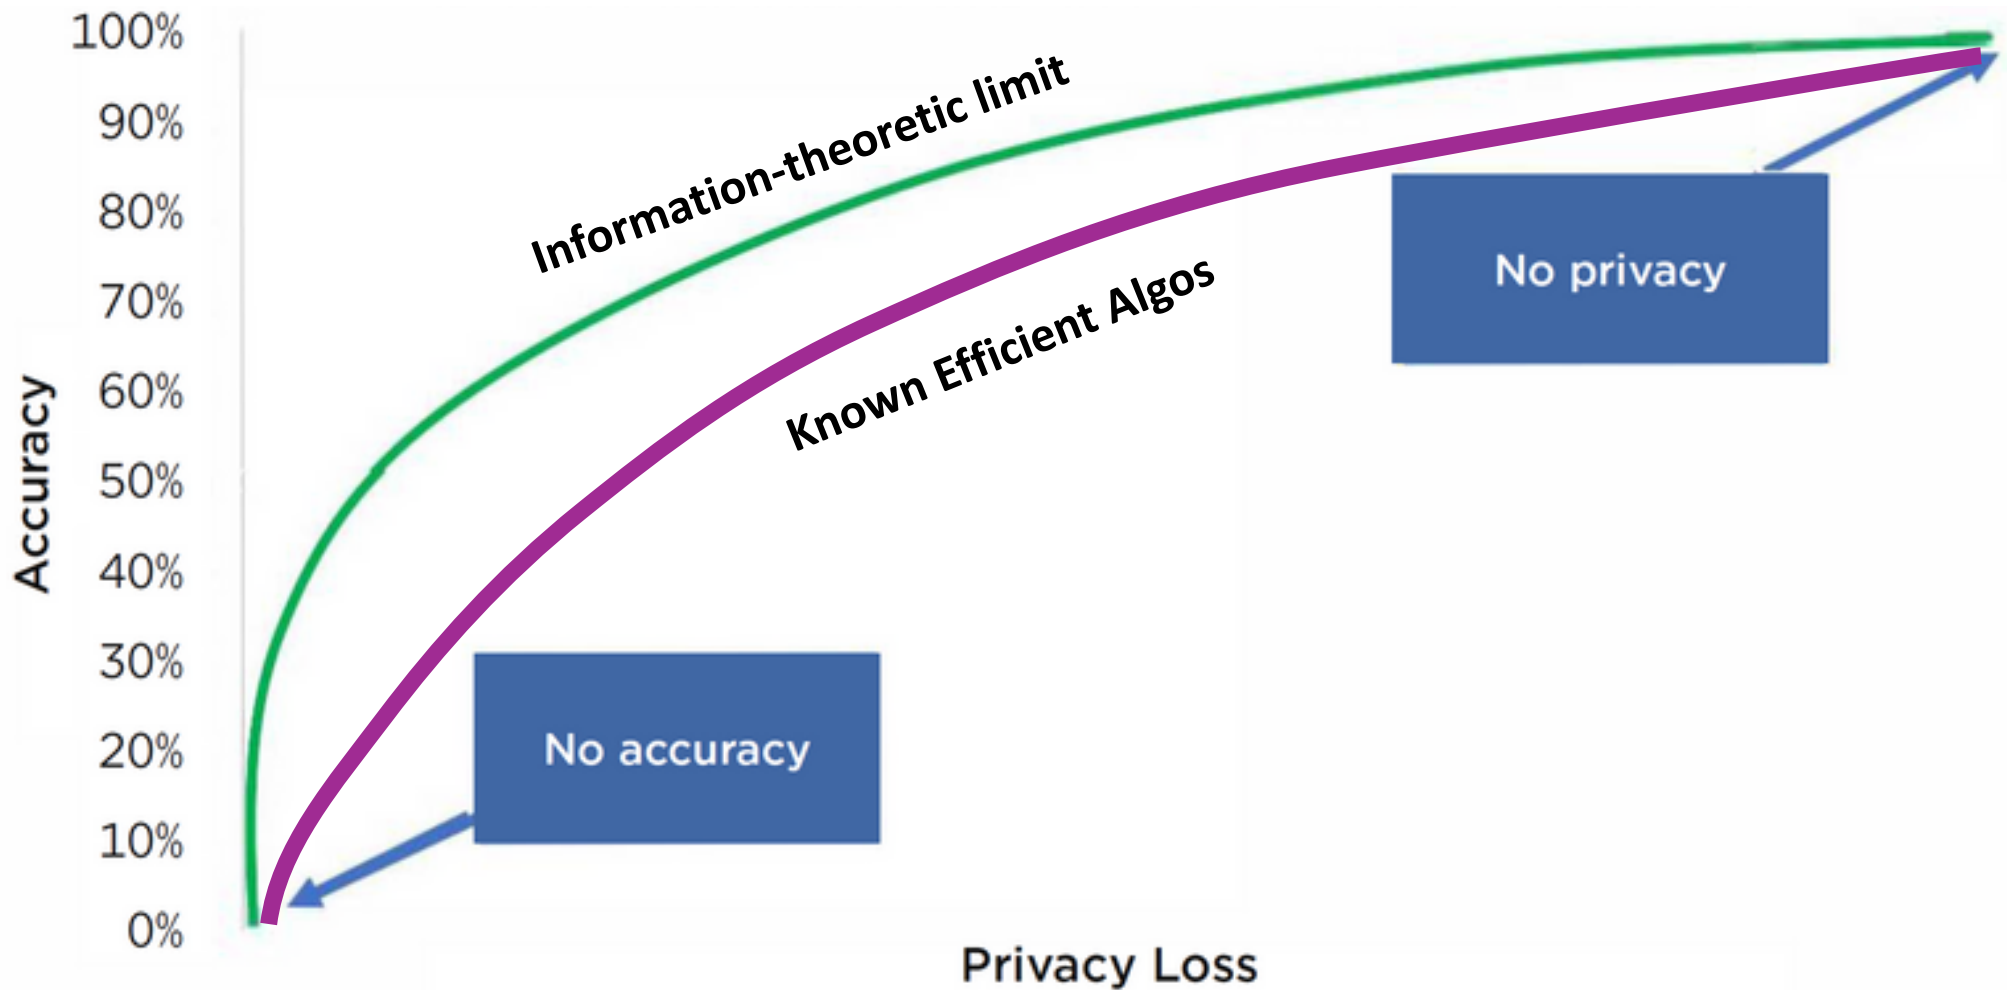 100%
90%
80%
70%
60%
50%
40%
30%
20%
10%
0%
Accuracy
Information-theoretic limit
Known Efficient Algos
No privacy
No accuracy
Privacy Loss